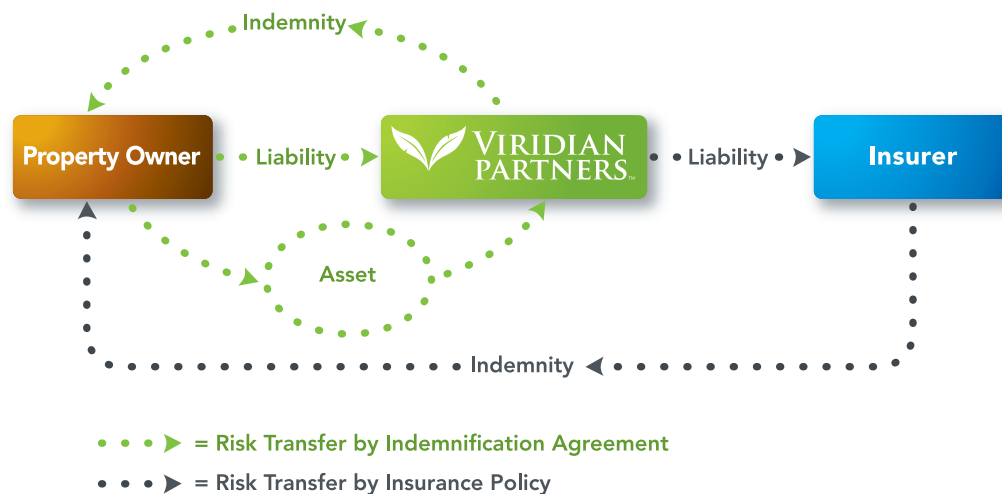 Indemnity
Property Owner
Liability
VIRIDIAN
PARTNERS™
Liability
Insurer
Asset
Indemnity
= Risk Transfer by Indemnification Agreement
= Risk Transfer by Insurance Policy